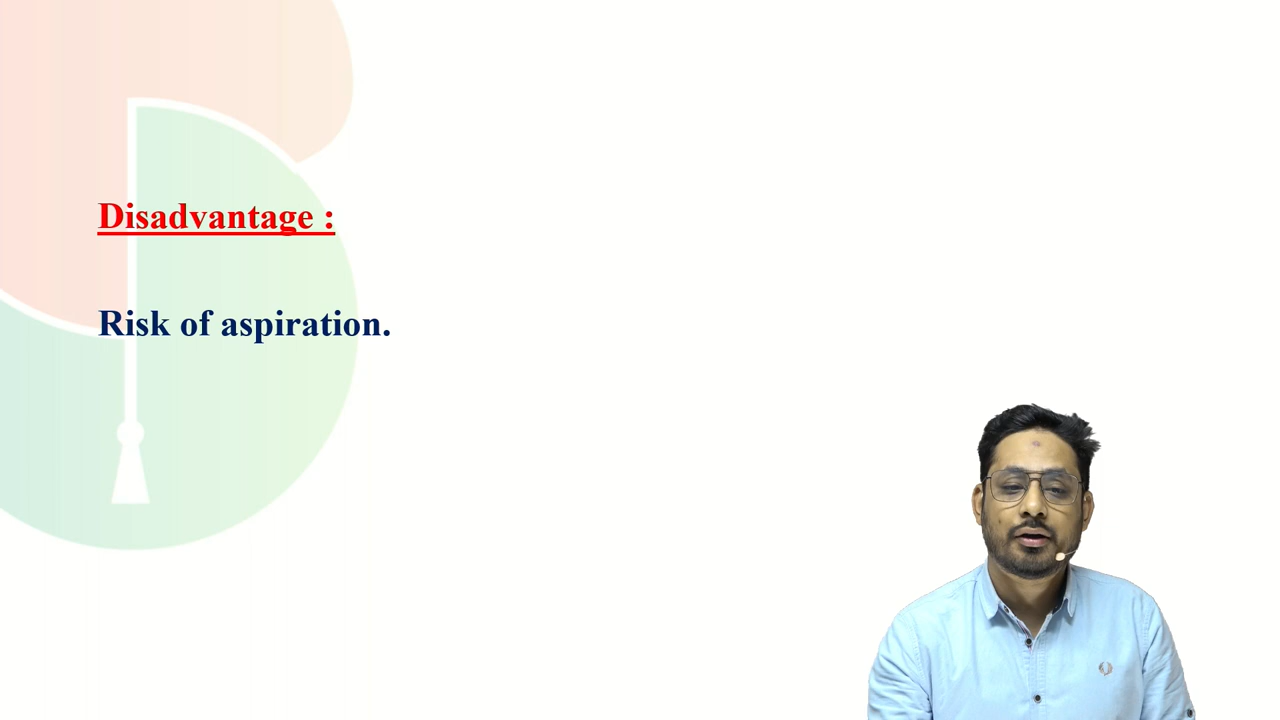 Disadvantage :
Risk of aspiration.